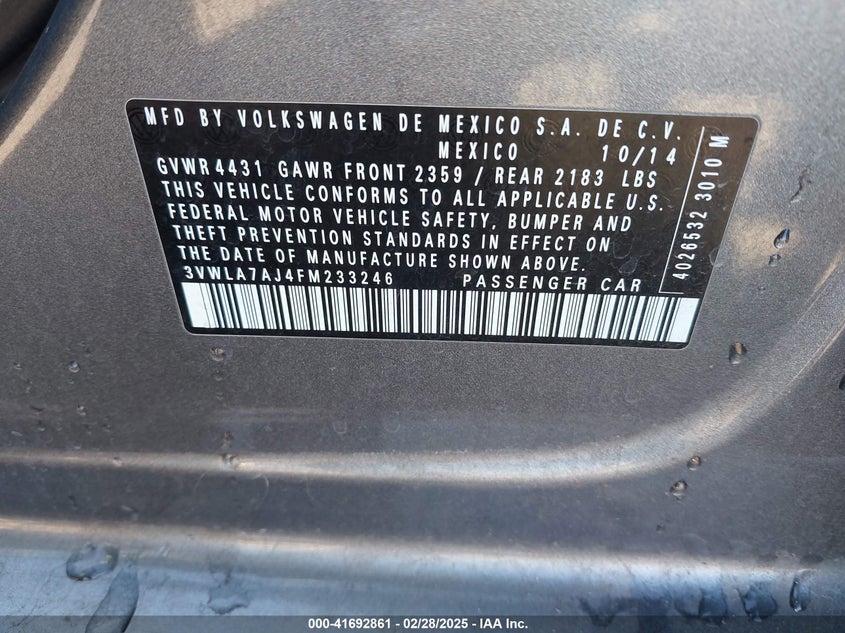 MFD BY VOLKSWAGEN DE MEXICO S.A. DE C.V.
MEXICO 10/14
GVWR 4431 GAWR FRONT 2359 / REAR 2183 LBS
THIS VEHICLE CONFORMS TO ALL APPLICABLE U.S.
FEDERAL MOTOR VEHICLE SAFETY, BUMPER AND
THEFT PREVENTION STANDARDS IN EFFECT ON
THE DATE OF MANUFACTURE SHOWN ABOVE.
3VWLA7AJ4FM233246 PASSENGER CAR
4026532 3010 M
000-41692861 - 02/28/2025 - IAA Inc.